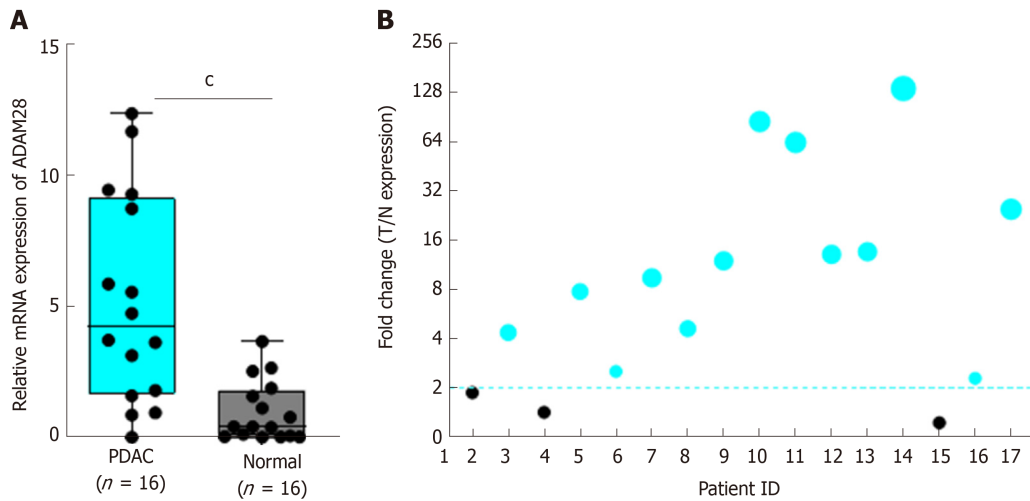 A
Relative mRNA expression of ADAM28
15
10
5
0
c
PDAC
(n = 16)
Normal
(n = 16)
B
Fold change (T/N expression)
256
128
64
32
16
8
4
2
0
1 2 3 4 5 6 7 8 9 10 11 12 13 14 15 16 17
Patient ID